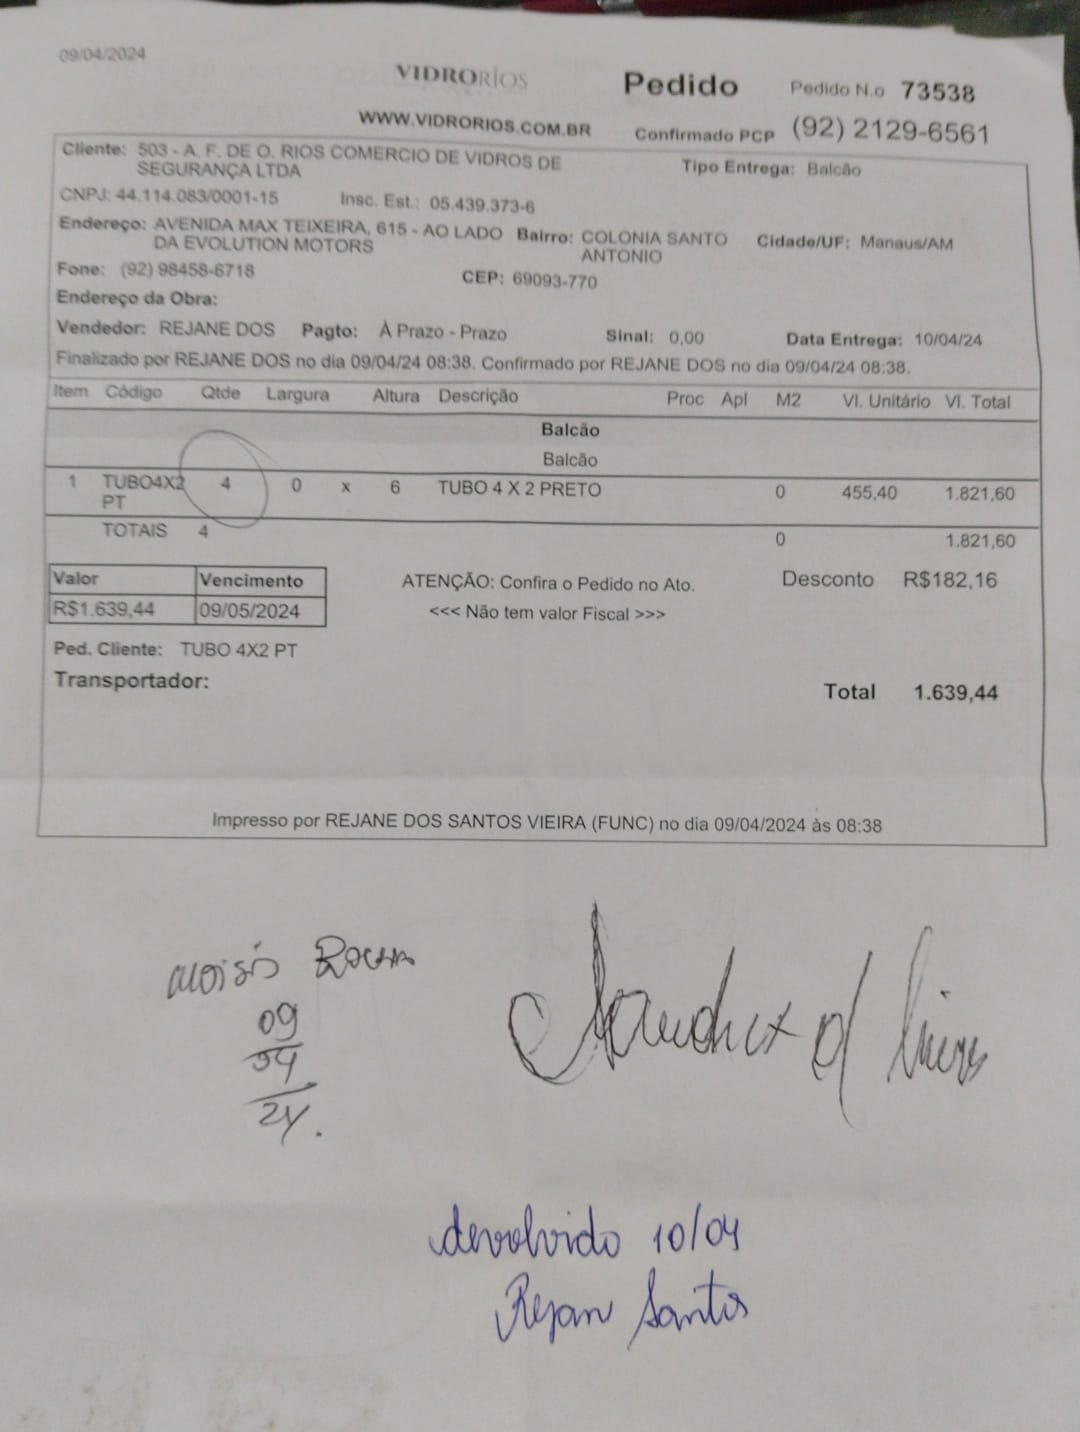 09/04/2024
VIDRORIOS Pedido Pedido N.o 73538
WWW.VIDRORIOS.COM.BR Confirmado PCP (92) 2129-6561
Cliente: 503 - A. F. DE O. RIOS COMERCIO DE VIDROS DE Tipo Entrega: Balcão
SEGURANÇA LTDA
CNPJ: 44.114.083/0001-15 Insc. Est.: 05.439.373-6
Endereço: AVENIDA MAX TEIXEIRA, 615 - AO LADO Bairro: COLONIA SANTO Cidade/UF: Manaus/AM
DA EVOLUTION MOTORS ANTONIO
Fone: (92) 98458-6718 CEP: 69093-770
Endereço da Obra:
Vendedor: REJANE DOS Pagto: À Prazo - Prazo Sinal: 0,00 Data Entrega: 10/04/24
Finalizado por REJANE DOS no dia 09/04/24 08:38. Confirmado por REJANE DOS no dia 09/04/24 08:38.
Item Código Qtde Largura Altura Descrição Proc Apl M2 Vl. Unitário Vl. Total
Balcão
Balcão
1 TUBO4X2 4 0 x 6 TUBO 4 X 2 PRETO 0 455,40 1.821,60
PT
TOTAIS 4 0 1.821,60
Valor Vencimento ATENÇÃO: Confira o Pedido no Ato. Desconto R$182,16
R$1.639,44 09/05/2024 <<< Não tem valor Fiscal >>>
Ped. Cliente: TUBO 4X2 PT
Transportador: Total 1.639,44
Impresso por REJANE DOS SANTOS VIEIRA (FUNC) no dia 09/04/2024 às 08:38
Moisés Rocha
09
04
24.
devolvido 10/04
Rejan Santos